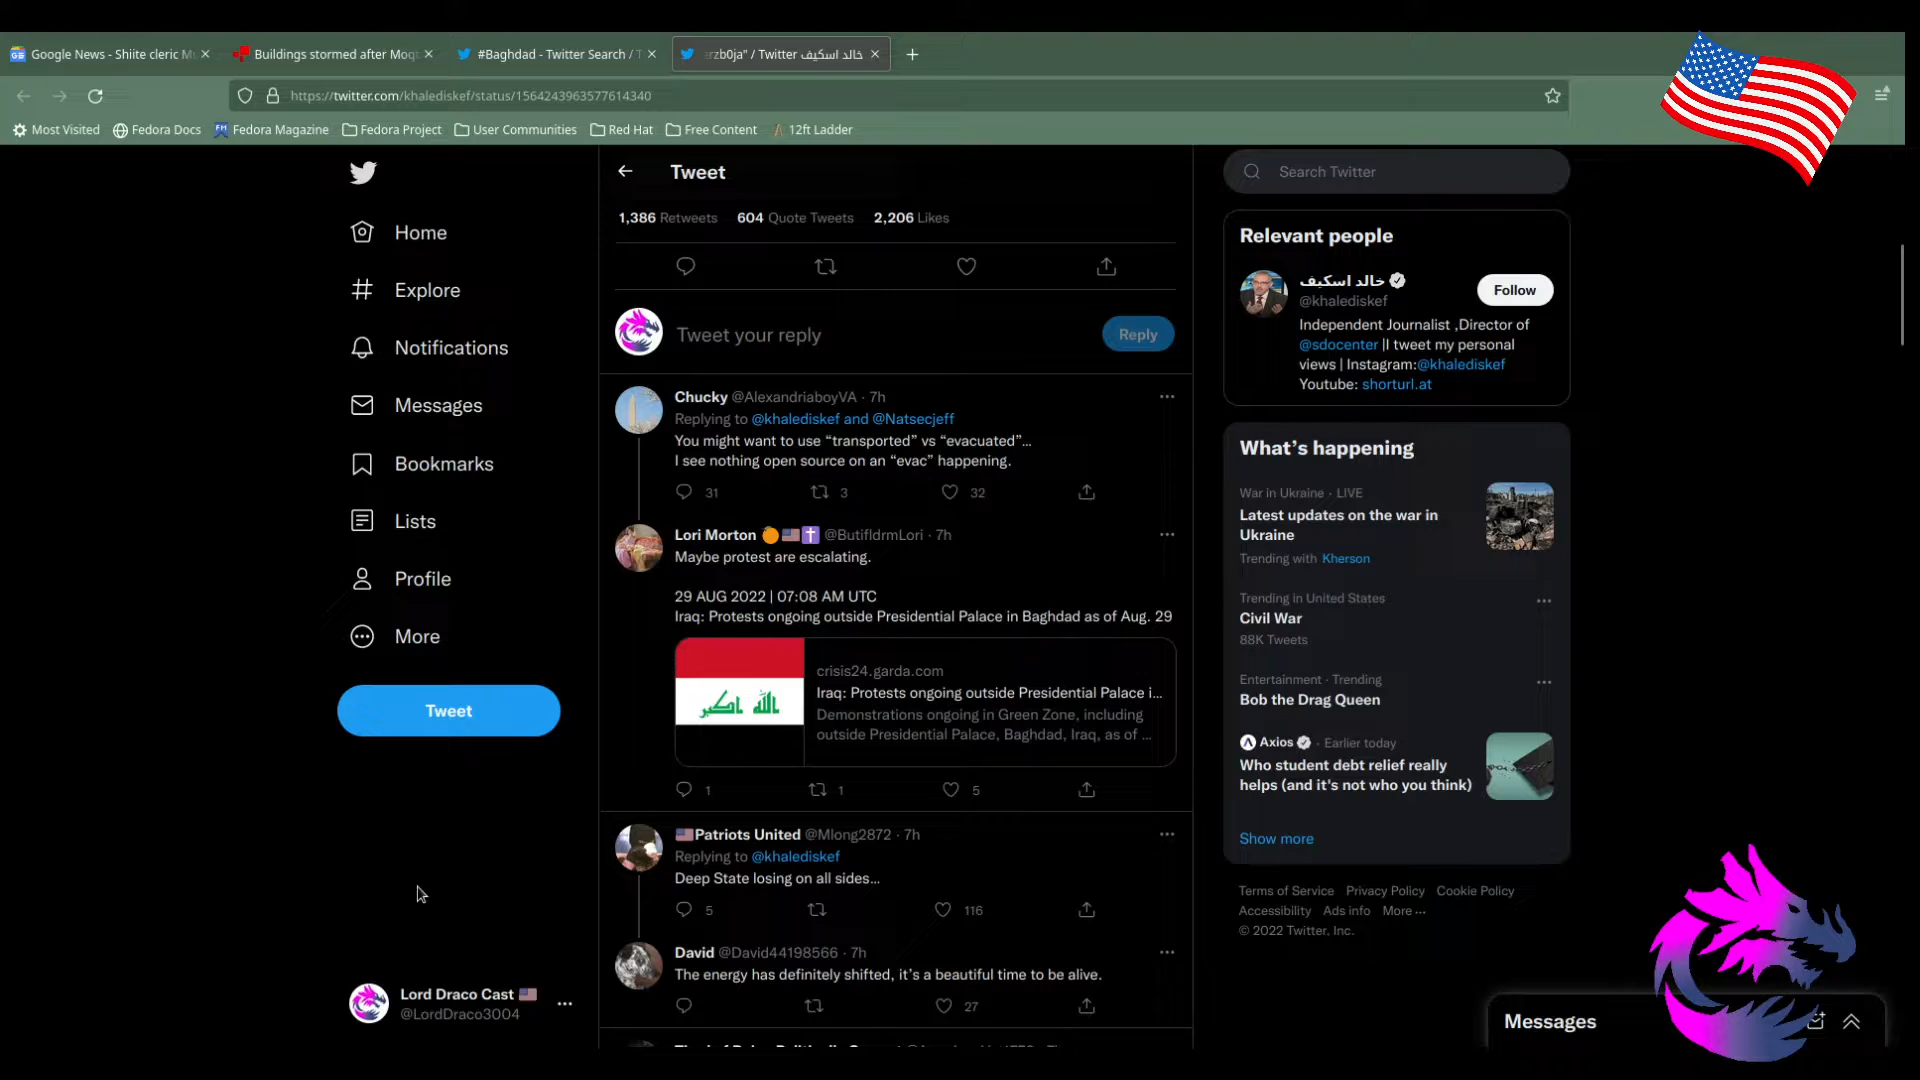 Google News - Shiite cleric M
Buildings stormed after Moqt
#Baghdad - Twitter Search / T
rzb0ja" / Twitter خالد اسكيف
https://twitter.com/khalediskef/status/1564243963577614340
Most Visited
Fedora Docs
Fedora Magazine
Fedora Project
User Communities
Red Hat
Free Content
12ft Ladder
Home
Explore
Notifications
Messages
Bookmarks
Lists
Profile
More
Tweet
Lord Draco Cast
@LordDraco3004
Tweet
1,386 Retweets 604 Quote Tweets 2,206 Likes
Tweet your reply
Reply
Chucky @AlexandriaboyVA · 7h
Replying to @khalediskef and @Natsecjeff
You might want to use “transported” vs “evacuated”...
I see nothing open source on an “evac” happening.
31 3 32
Lori Morton @ButifldrmLori · 7h
Maybe protest are escalating.
29 AUG 2022 | 07:08 AM UTC
Iraq: Protests ongoing outside Presidential Palace in Baghdad as of Aug. 29
الله اكبر
crisis24.garda.com
Iraq: Protests ongoing outside Presidential Palace i...
Demonstrations ongoing in Green Zone, including
outside Presidential Palace, Baghdad, Iraq, as of ...
1 1 5
Patriots United @Mlong2872 · 7h
Replying to @khalediskef
Deep State losing on all sides...
5 116
David @David44198566 · 7h
The energy has definitely shifted, it’s a beautiful time to be alive.
27
Search Twitter
Relevant people
خالد اسكيف
@khalediskef
Follow
Independent Journalist ,Director of
@sdocenter |I tweet my personal
views | Instagram:@khalediskef
Youtube: shorturl.at
What’s happening
War in Ukraine · LIVE
Latest updates on the war in
Ukraine
Trending with Kherson
Trending in United States
Civil War
88K Tweets
Entertainment · Trending
Bob the Drag Queen
Axios · Earlier today
Who student debt relief really
helps (and it's not who you think)
Show more
Terms of Service Privacy Policy Cookie Policy
Accessibility Ads info More ···
© 2022 Twitter, Inc.
Messages